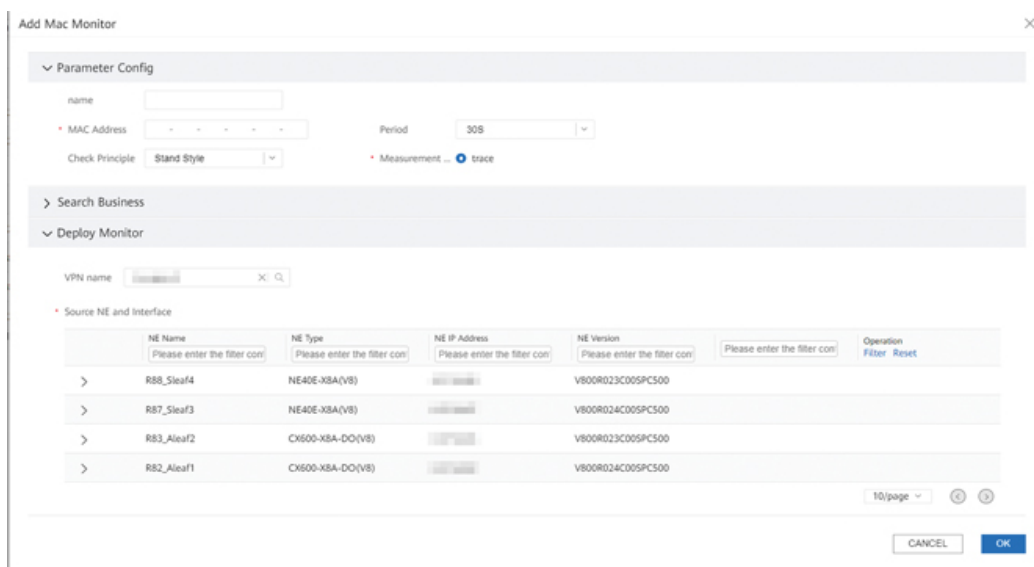 Add Mac Monitor
Parameter Config
name
* MAC Address - - - - - Period 30S
Check Principle Stand Style * Measurement ... trace
Search Business
Deploy Monitor
VPN name
* Source NE and Interface
NE Name NE Type NE IP Address NE Version Operation
Please enter the filter con Please enter the filter con Please enter the filter con Please enter the filter con Please enter the filter con Filter Reset
R88_Sleaf4 NE40E-X8A(V8) V800R023C00SPC500
R87_Sleaf3 NE40E-X8A(V8) V800R024C00SPC500
R83_Aleaf2 CX600-X8A-DO(V8) V800R023C00SPC500
R82_Aleaf1 CX600-X8A-DO(V8) V800R024C00SPC500
10/page
CANCEL OK